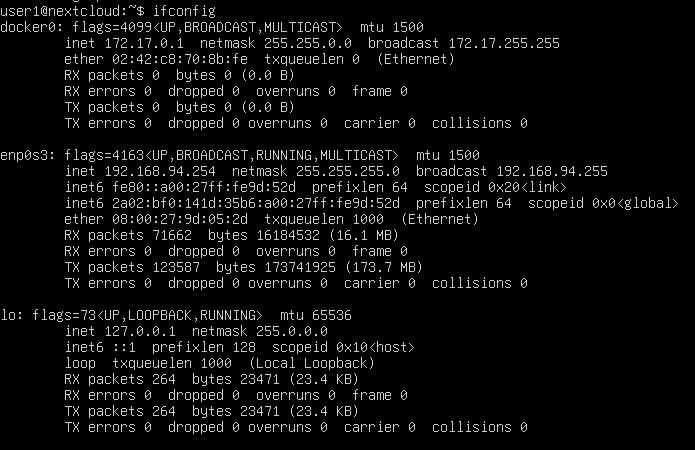 user1@nextcloud:~$ ifconfig
docker0: flags=4099<UP,BROADCAST,MULTICAST>  mtu 1500
        inet 172.17.0.1  netmask 255.255.0.0  broadcast 172.17.255.255
        ether 02:42:c8:70:8b:fe  txqueuelen 0  (Ethernet)
        RX packets 0  bytes 0 (0.0 B)
        RX errors 0  dropped 0  overruns 0  frame 0
        TX packets 0  bytes 0 (0.0 B)
        TX errors 0  dropped 0 overruns 0  carrier 0  collisions 0

enp0s3: flags=4163<UP,BROADCAST,RUNNING,MULTICAST>  mtu 1500
        inet 192.168.94.254  netmask 255.255.255.0  broadcast 192.168.94.255
        inet6 fe80::a00:27ff:fe9d:52d  prefixlen 64  scopeid 0x20<link>
        inet6 2a02:bf0:141d:35b6:a00:27ff:fe9d:52d  prefixlen 64  scopeid 0x0<global>
        ether 08:00:27:9d:05:2d  txqueuelen 1000  (Ethernet)
        RX packets 71662  bytes 16184532 (16.1 MB)
        RX errors 0  dropped 0  overruns 0  frame 0
        TX packets 123587  bytes 173741925 (173.7 MB)
        TX errors 0  dropped 0 overruns 0  carrier 0  collisions 0

lo: flags=73<UP,LOOPBACK,RUNNING>  mtu 65536
        inet 127.0.0.1  netmask 255.0.0.0
        inet6 ::1  prefixlen 128  scopeid 0x10<host>
        loop  txqueuelen 1000  (Local Loopback)
        RX packets 264  bytes 23471 (23.4 KB)
        RX errors 0  dropped 0  overruns 0  frame 0
        TX packets 264  bytes 23471 (23.4 KB)
        TX errors 0  dropped 0 overruns 0  carrier 0  collisions 0